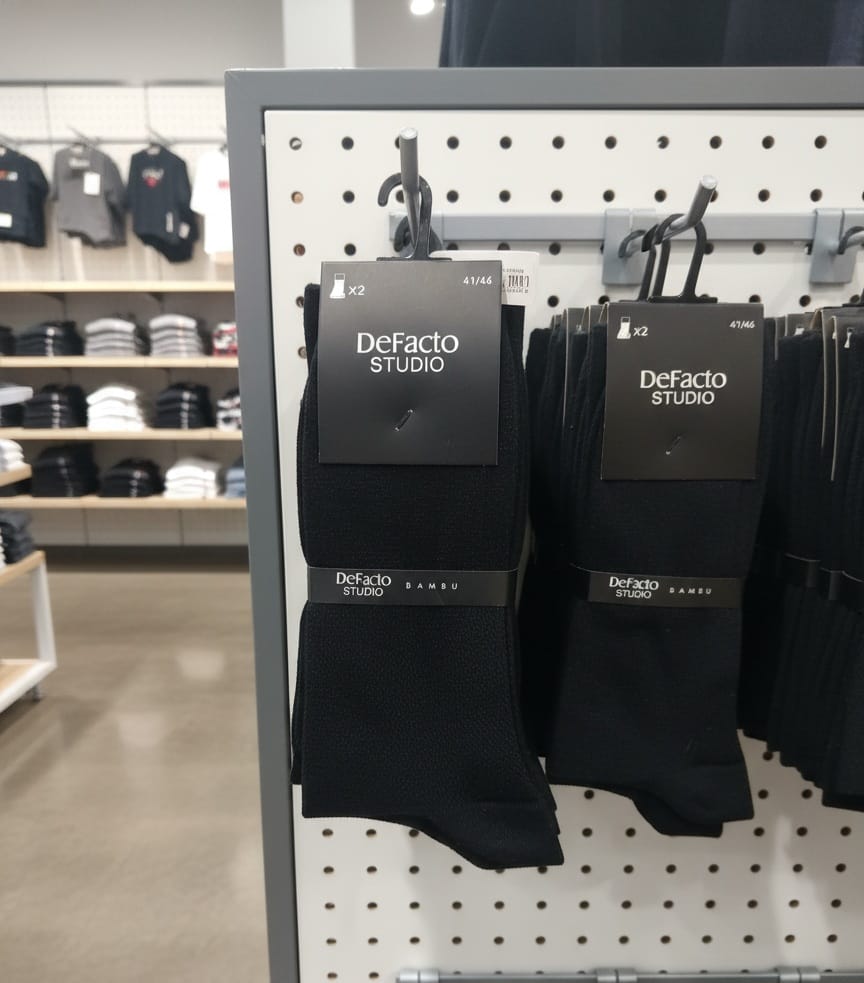 X2
41/46
DeFacto
STUDIO
DeFacto
STUDIO
BAMBU
X2
41/46
DeFacto
STUDIO
DeFacto
STUDIO
BAMBU